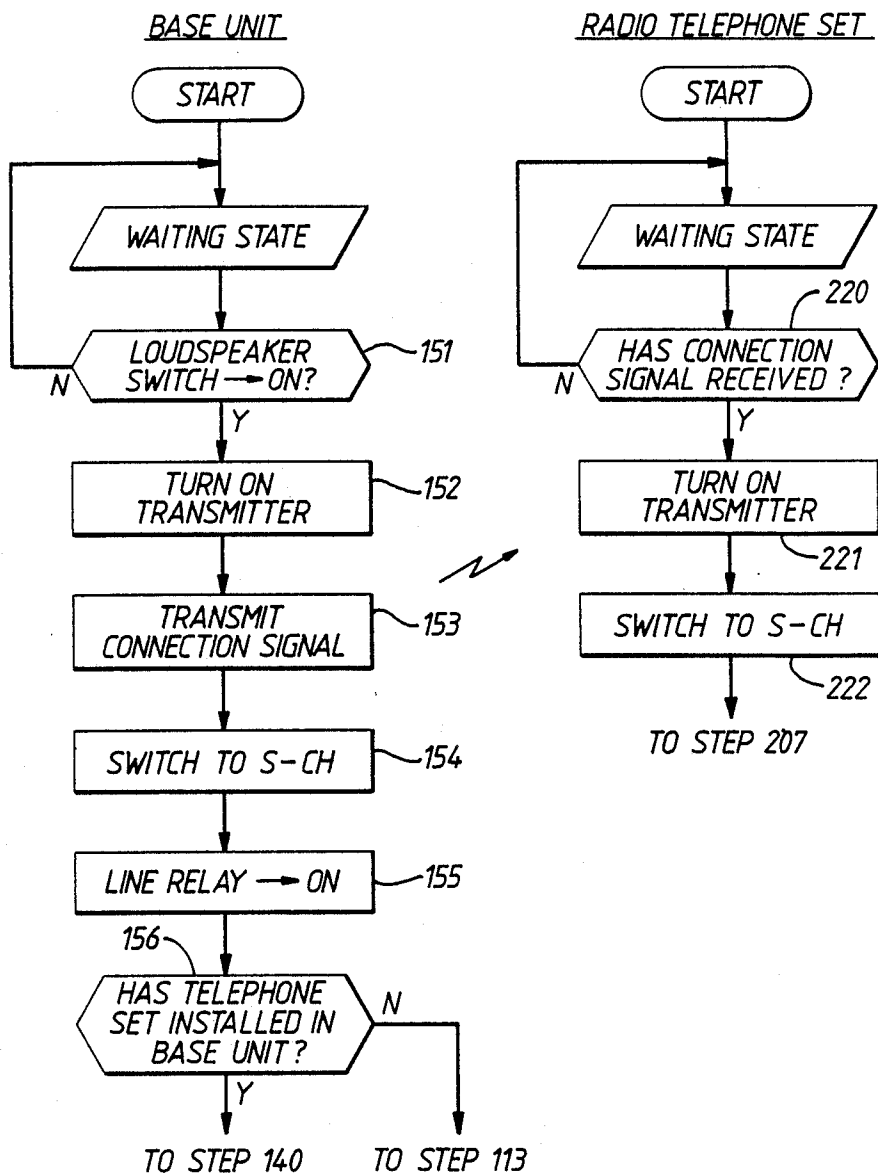 BASE UNIT
START
WAITING STATE
LOUDSPEAKER
SWITCH → ON?
151
N
Y
TURN ON
TRANSMITTER
152
TRANSMIT
CONNECTION SIGNAL
153
SWITCH TO S-CH
154
LINE RELAY → ON
155
156
HAS TELEPHONE
SET INSTALLED IN
BASE UNIT?
N
Y
TO STEP 140
TO STEP 113
RADIO TELEPHONE SET
START
WAITING STATE
220
HAS CONNECTION
SIGNAL RECEIVED?
N
Y
TURN ON
TRANSMITTER
221
SWITCH TO S-CH
222
TO STEP 207